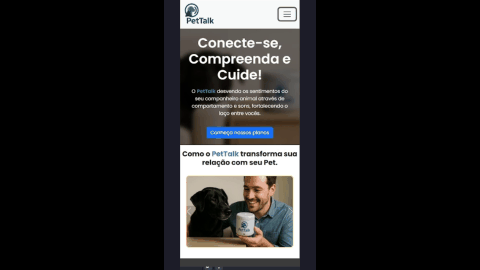 PetTalk
Conecte-se,
Compreenda e
Cuide!
O PetTalk desvenda os sentimentos do
seu companheiro animal através de
comportamento e sons, fortalecendo o
laço entre vocês.
Conheça nossos planos
Como o PetTalk transforma sua
relação com seu Pet.
PetTalk